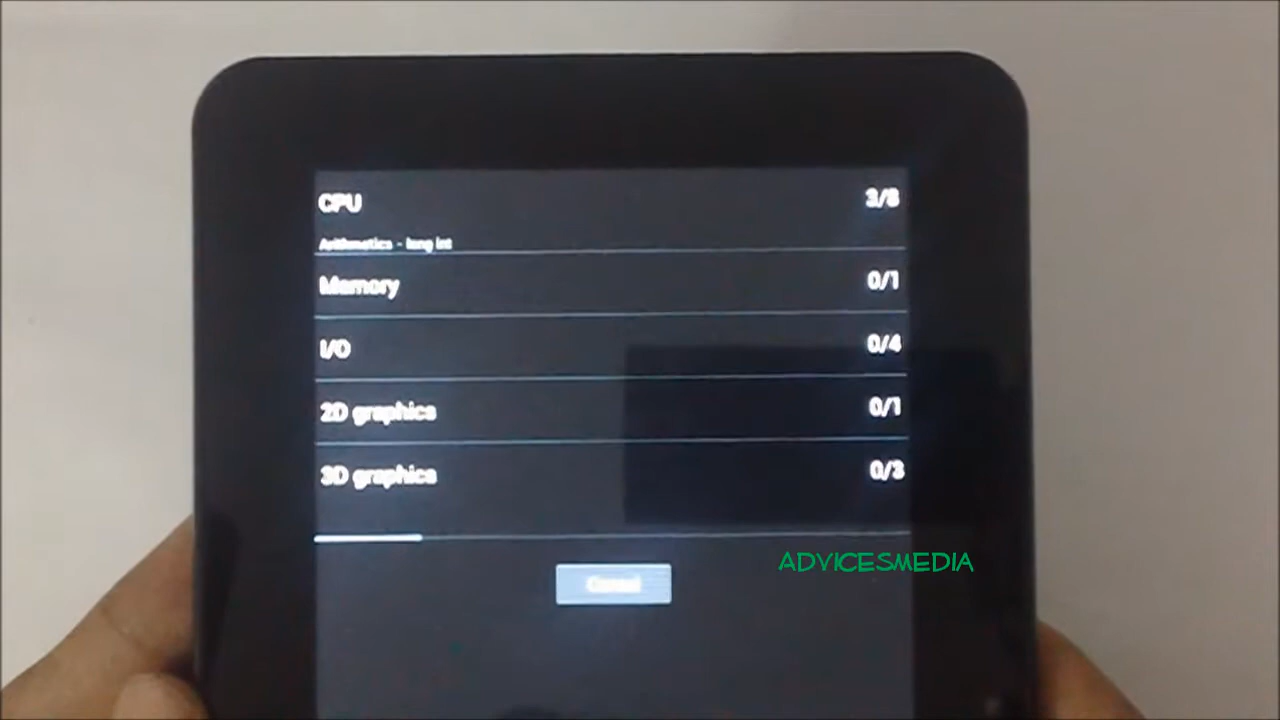 CPU 3/8
Arithmetics - long int
Memory 0/1
I/O 0/4
2D graphics 0/1
3D graphics 0/3
Cancel
ADVICESMEDIA